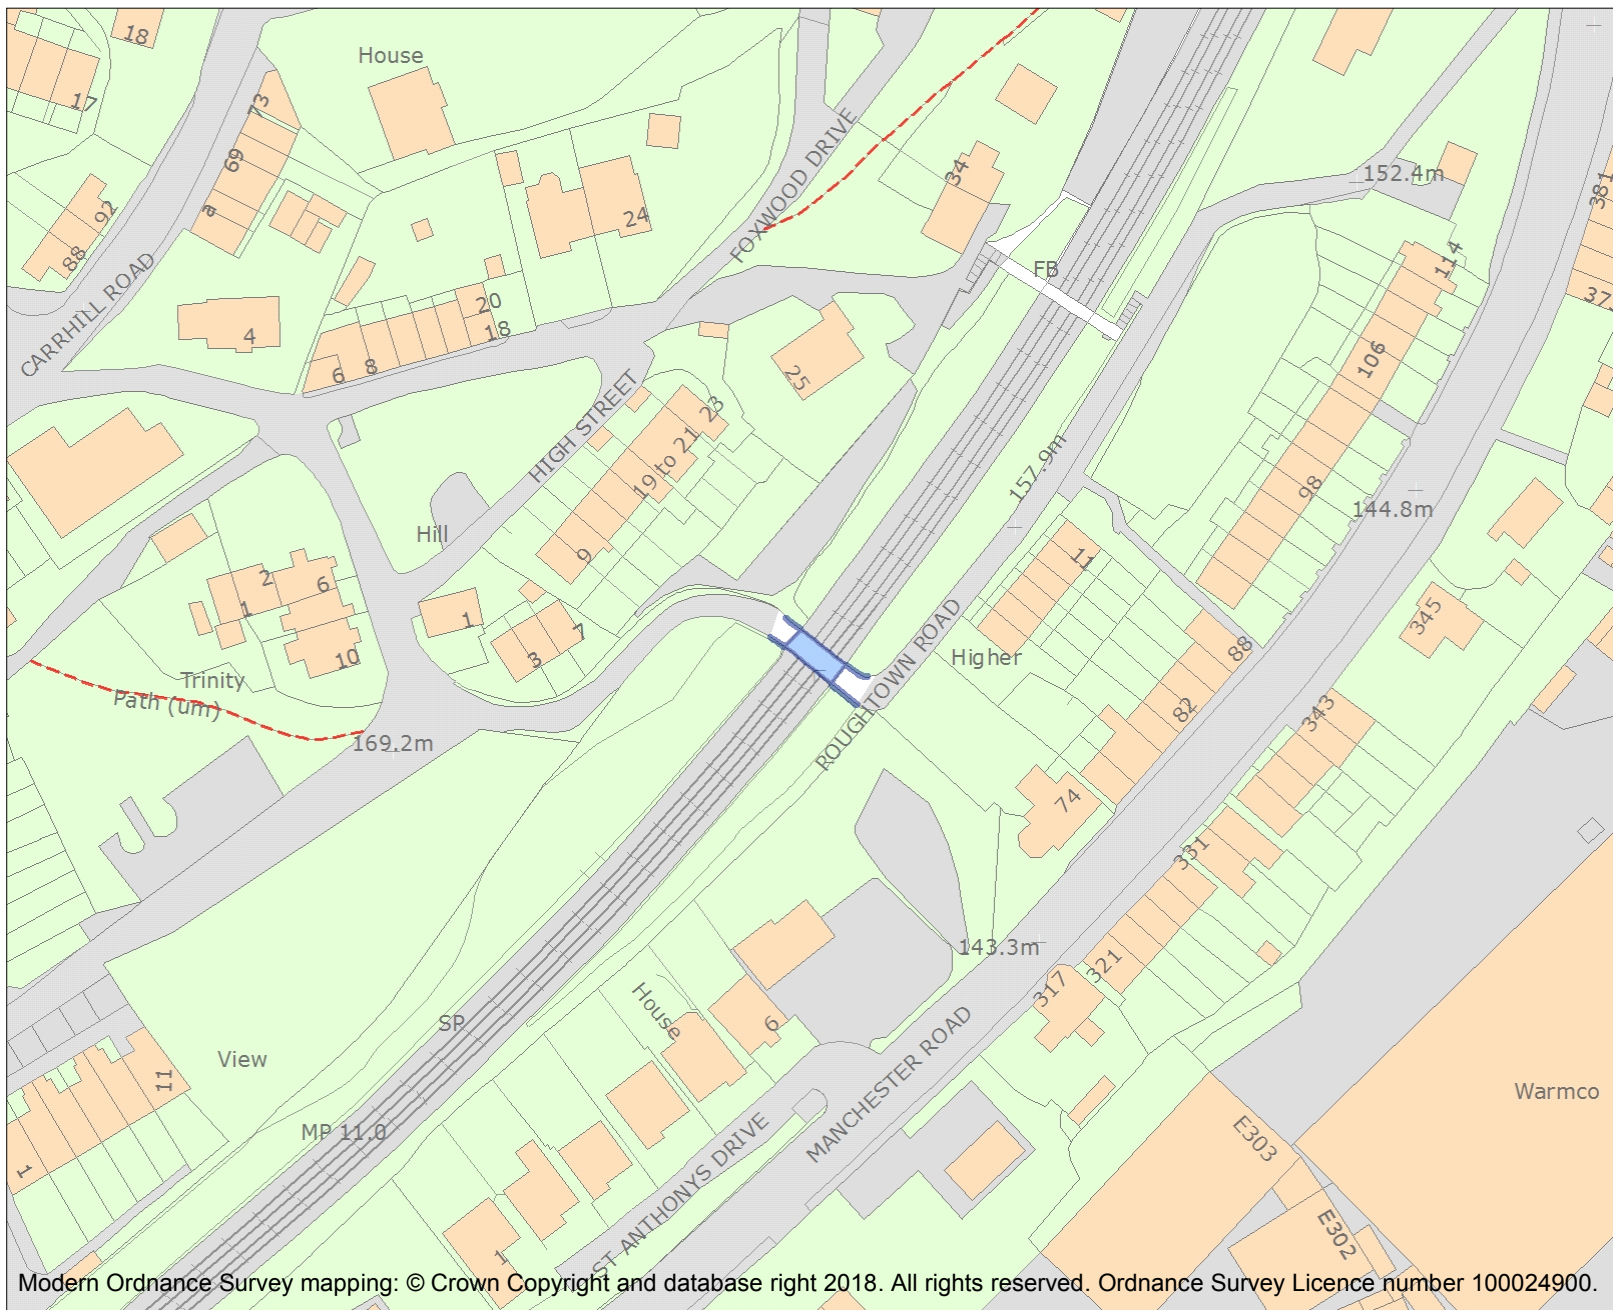 18
House
17
73
69
a
92
88
CARRHILL ROAD
4
6
8
20
18
24
FOXWOOD DRIVE
34
FB
152.4m
381
37
114
106
98
144.8m
25
HIGH STREET
23
19 to 21
9
Hill
157.9m
11
ROUGHTOWN ROAD
Higher
88
82
74
345
343
331
321
317
143.3m
2
1
6
10
1
3
7
Trinity
Path (um)
169.2m
House
6
SP
View
11
1
MP 11.0
ST ANTHONYS DRIVE
1
MANCHESTER ROAD
Warmco
E303
E302
Modern Ordnance Survey mapping: © Crown Copyright and database right 2018. All rights reserved. Ordnance Survey Licence number 100024900.